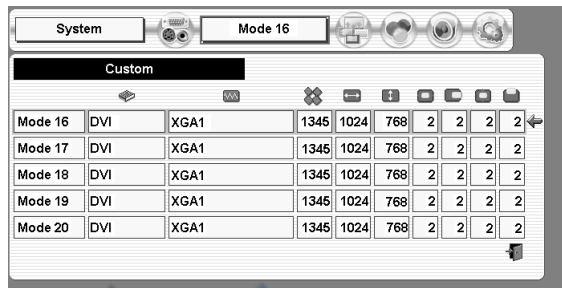 System Mode 16
Custom
Mode 16 DVI XGA1 1345 1024 768 2 2 2 2
Mode 17 DVI XGA1 1345 1024 768 2 2 2 2
Mode 18 DVI XGA1 1345 1024 768 2 2 2 2
Mode 19 DVI XGA1 1345 1024 768 2 2 2 2
Mode 20 DVI XGA1 1345 1024 768 2 2 2 2